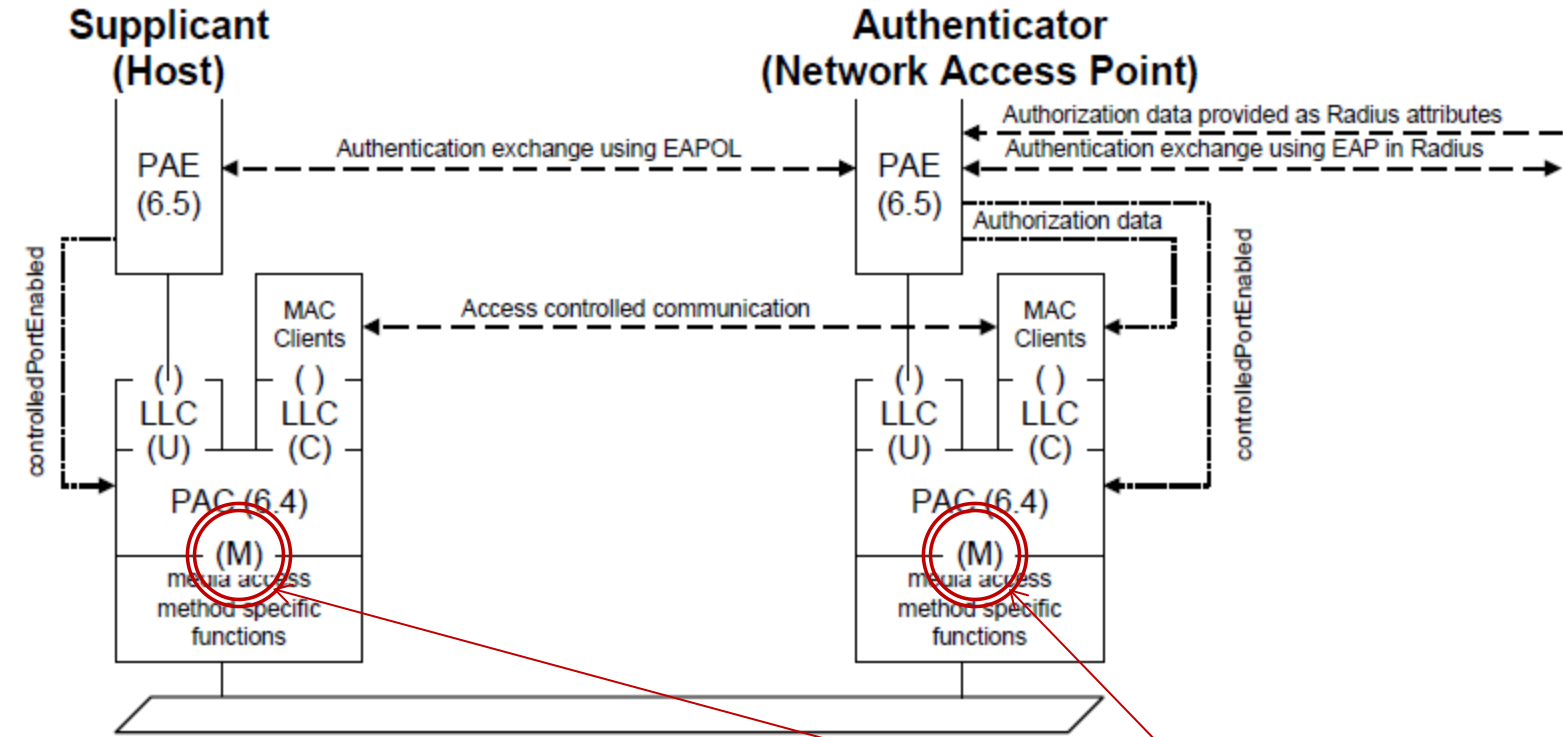 Supplicant
(Host)
Authenticator
(Network Access Point)
Authorization data provided as Radius attributes
Authentication exchange using EAPOL
Authentication exchange using EAP in Radius
PAE
(6.5)
PAE
(6.5)
Authorization data
controlledPortEnabled
controlledPortEnabled
MAC
Clients
Access controlled communication
MAC
Clients
( )
( )
( )
( )
LLC
LLC
LLC
LLC
(U)
(C)
(U)
(C)
PAC (6.4)
PAC (6.4)
(M)
(M)
media access
method specific
functions
media access
method specific
functions